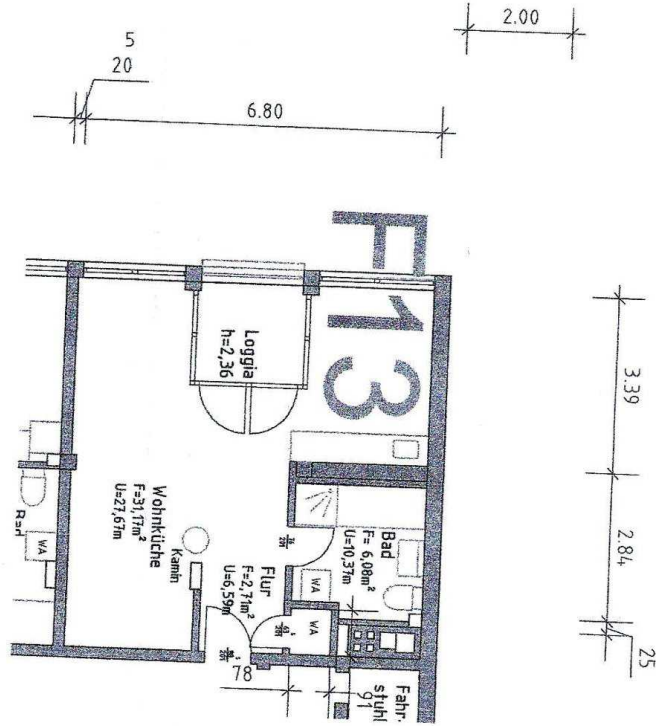 2.00
5
20
6.80
F13
Loggia
h=2,36
3.39
2.84
25
Wohnküche
F=31,17m²
U=27,67m
Kamin
Bad
F= 6,08m²
U=10,37m
Flur
F=2,71m²
U=6,59m
WA
WA
WA
78
91
Fahr-
stuhl